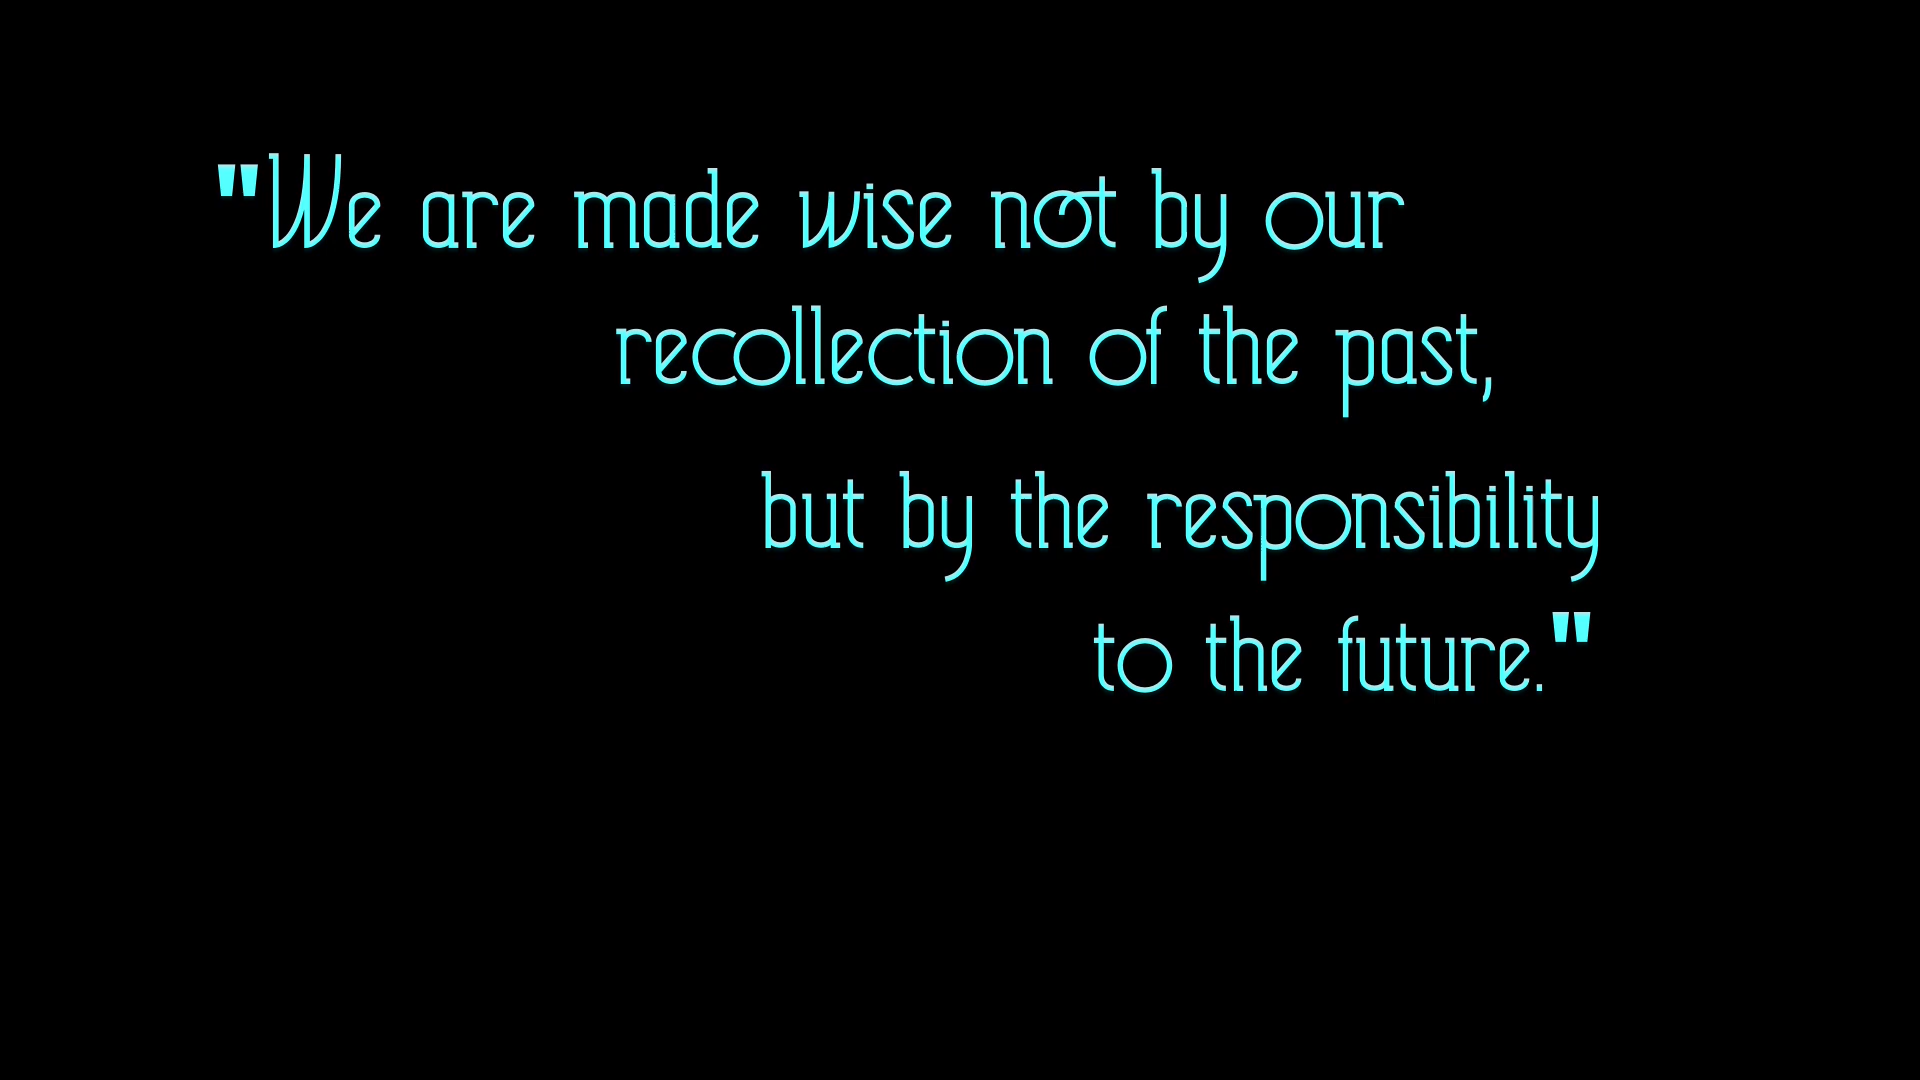 "We are made wise not by our
recollection of the past,
but by the responsibility
to the future."